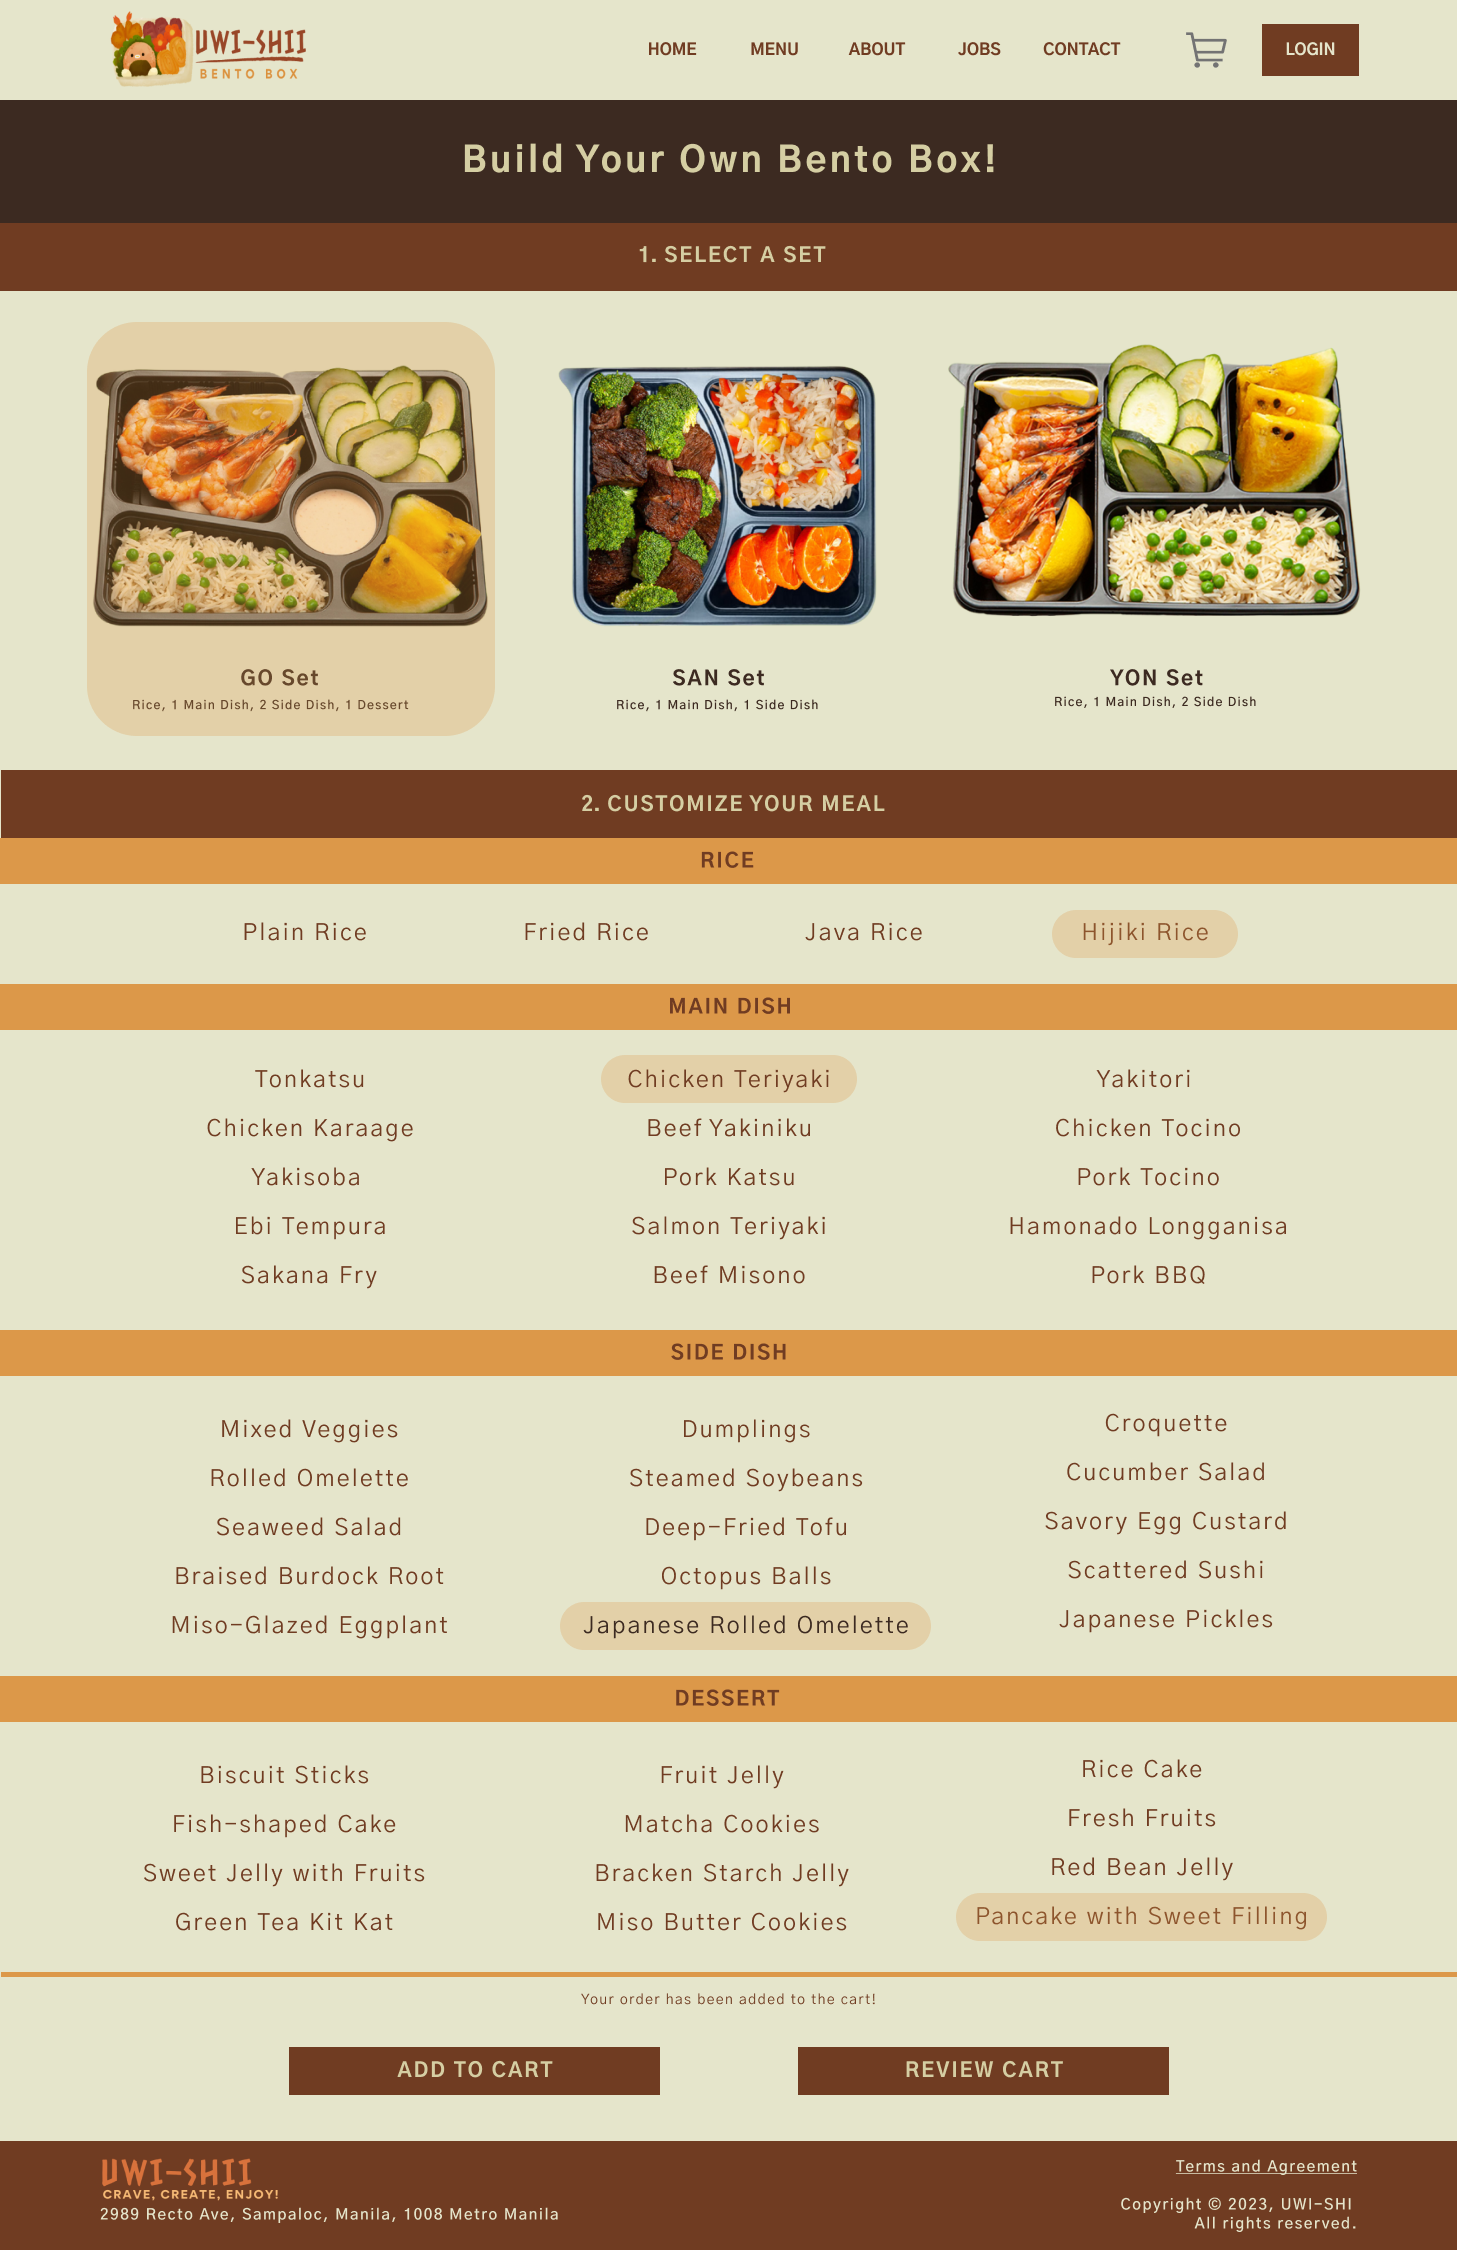 UWI-SHII
BENTO BOX
HOME MENU ABOUT JOBS CONTACT LOGIN
Build Your Own Bento Box!
1. SELECT A SET
GO Set
Rice, 1 Main Dish, 2 Side Dish, 1 Dessert
SAN Set
Rice, 1 Main Dish, 1 Side Dish
YON Set
Rice, 1 Main Dish, 2 Side Dish
2. CUSTOMIZE YOUR MEAL
RICE
Plain Rice Fried Rice Java Rice Hijiki Rice
MAIN DISH
Tonkatsu Chicken Teriyaki Yakitori
Chicken Karaage Beef Yakiniku Chicken Tocino
Yakisoba Pork Katsu Pork Tocino
Ebi Tempura Salmon Teriyaki Hamonado Longganisa
Sakana Fry Beef Misono Pork BBQ
SIDE DISH
Mixed Veggies Dumplings Croquette
Rolled Omelette Steamed Soybeans Cucumber Salad
Seaweed Salad Deep-Fried Tofu Savory Egg Custard
Braised Burdock Root Octopus Balls Scattered Sushi
Miso-Glazed Eggplant Japanese Rolled Omelette Japanese Pickles
DESSERT
Biscuit Sticks Fruit Jelly Rice Cake
Fish-shaped Cake Matcha Cookies Fresh Fruits
Sweet Jelly with Fruits Bracken Starch Jelly Red Bean Jelly
Green Tea Kit Kat Miso Butter Cookies Pancake with Sweet Filling
Your order has been added to the cart!
ADD TO CART REVIEW CART
UWI-SHII
CRAVE, CREATE, ENJOY!
2989 Recto Ave, Sampaloc, Manila, 1008 Metro Manila
Terms and Agreement
Copyright © 2023, UWI-SHI
All rights reserved.